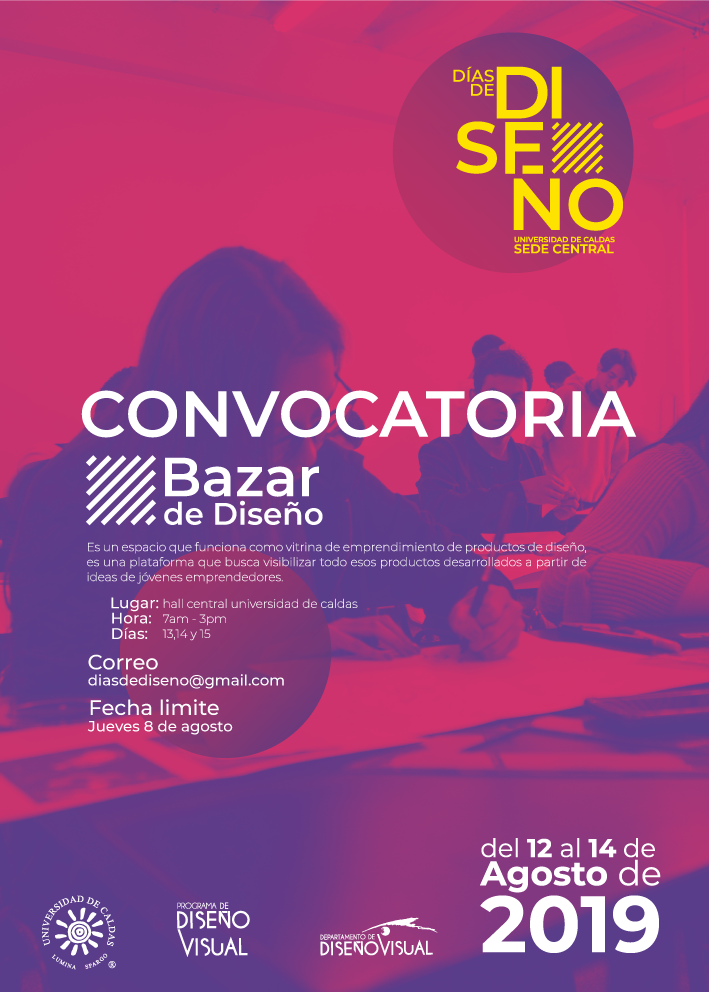 DÍAS
DE
DI
SE
ÑO
UNIVERSIDAD DE CALDAS
SEDE CENTRAL
CONVOCATORIA
Bazar
de Diseño
Es un espacio que funciona como vitrina de emprendimiento de productos de diseño,
es una plataforma que busca visibilizar todo esos productos desarrollados a partir de
ideas de jóvenes emprendedores.
Lugar: hall central universidad de caldas
Hora: 7am - 3pm
Días: 13,14 y 15
Correo
diasdediseno@gmail.com
Fecha limite
Jueves 8 de agosto
del 12 al 14 de
Agosto de
2019
UNIVERSIDAD DE CALDAS
LUMINA SPARGO ®
PROGRAMA DE
DISEÑO
VISUAL
DEPARTAMENTO DE
DISEÑO VISUAL